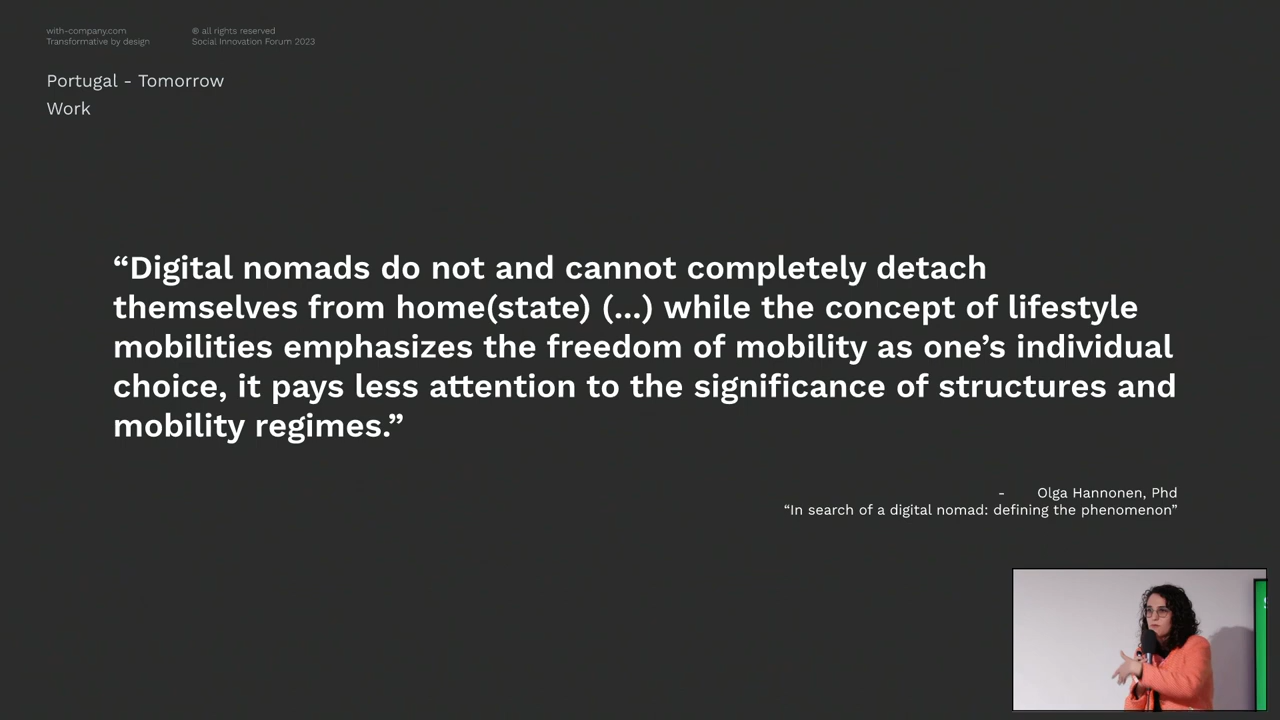 with-company.com
Transformative by design
® all rights reserved
Social Innovation Forum 2023
Portugal - Tomorrow
Work
“Digital nomads do not and cannot completely detach
themselves from home(state) (...) while the concept of lifestyle
mobilities emphasizes the freedom of mobility as one’s individual
choice, it pays less attention to the significance of structures and
mobility regimes.”
- Olga Hannonen, Phd
“In search of a digital nomad: defining the phenomenon”